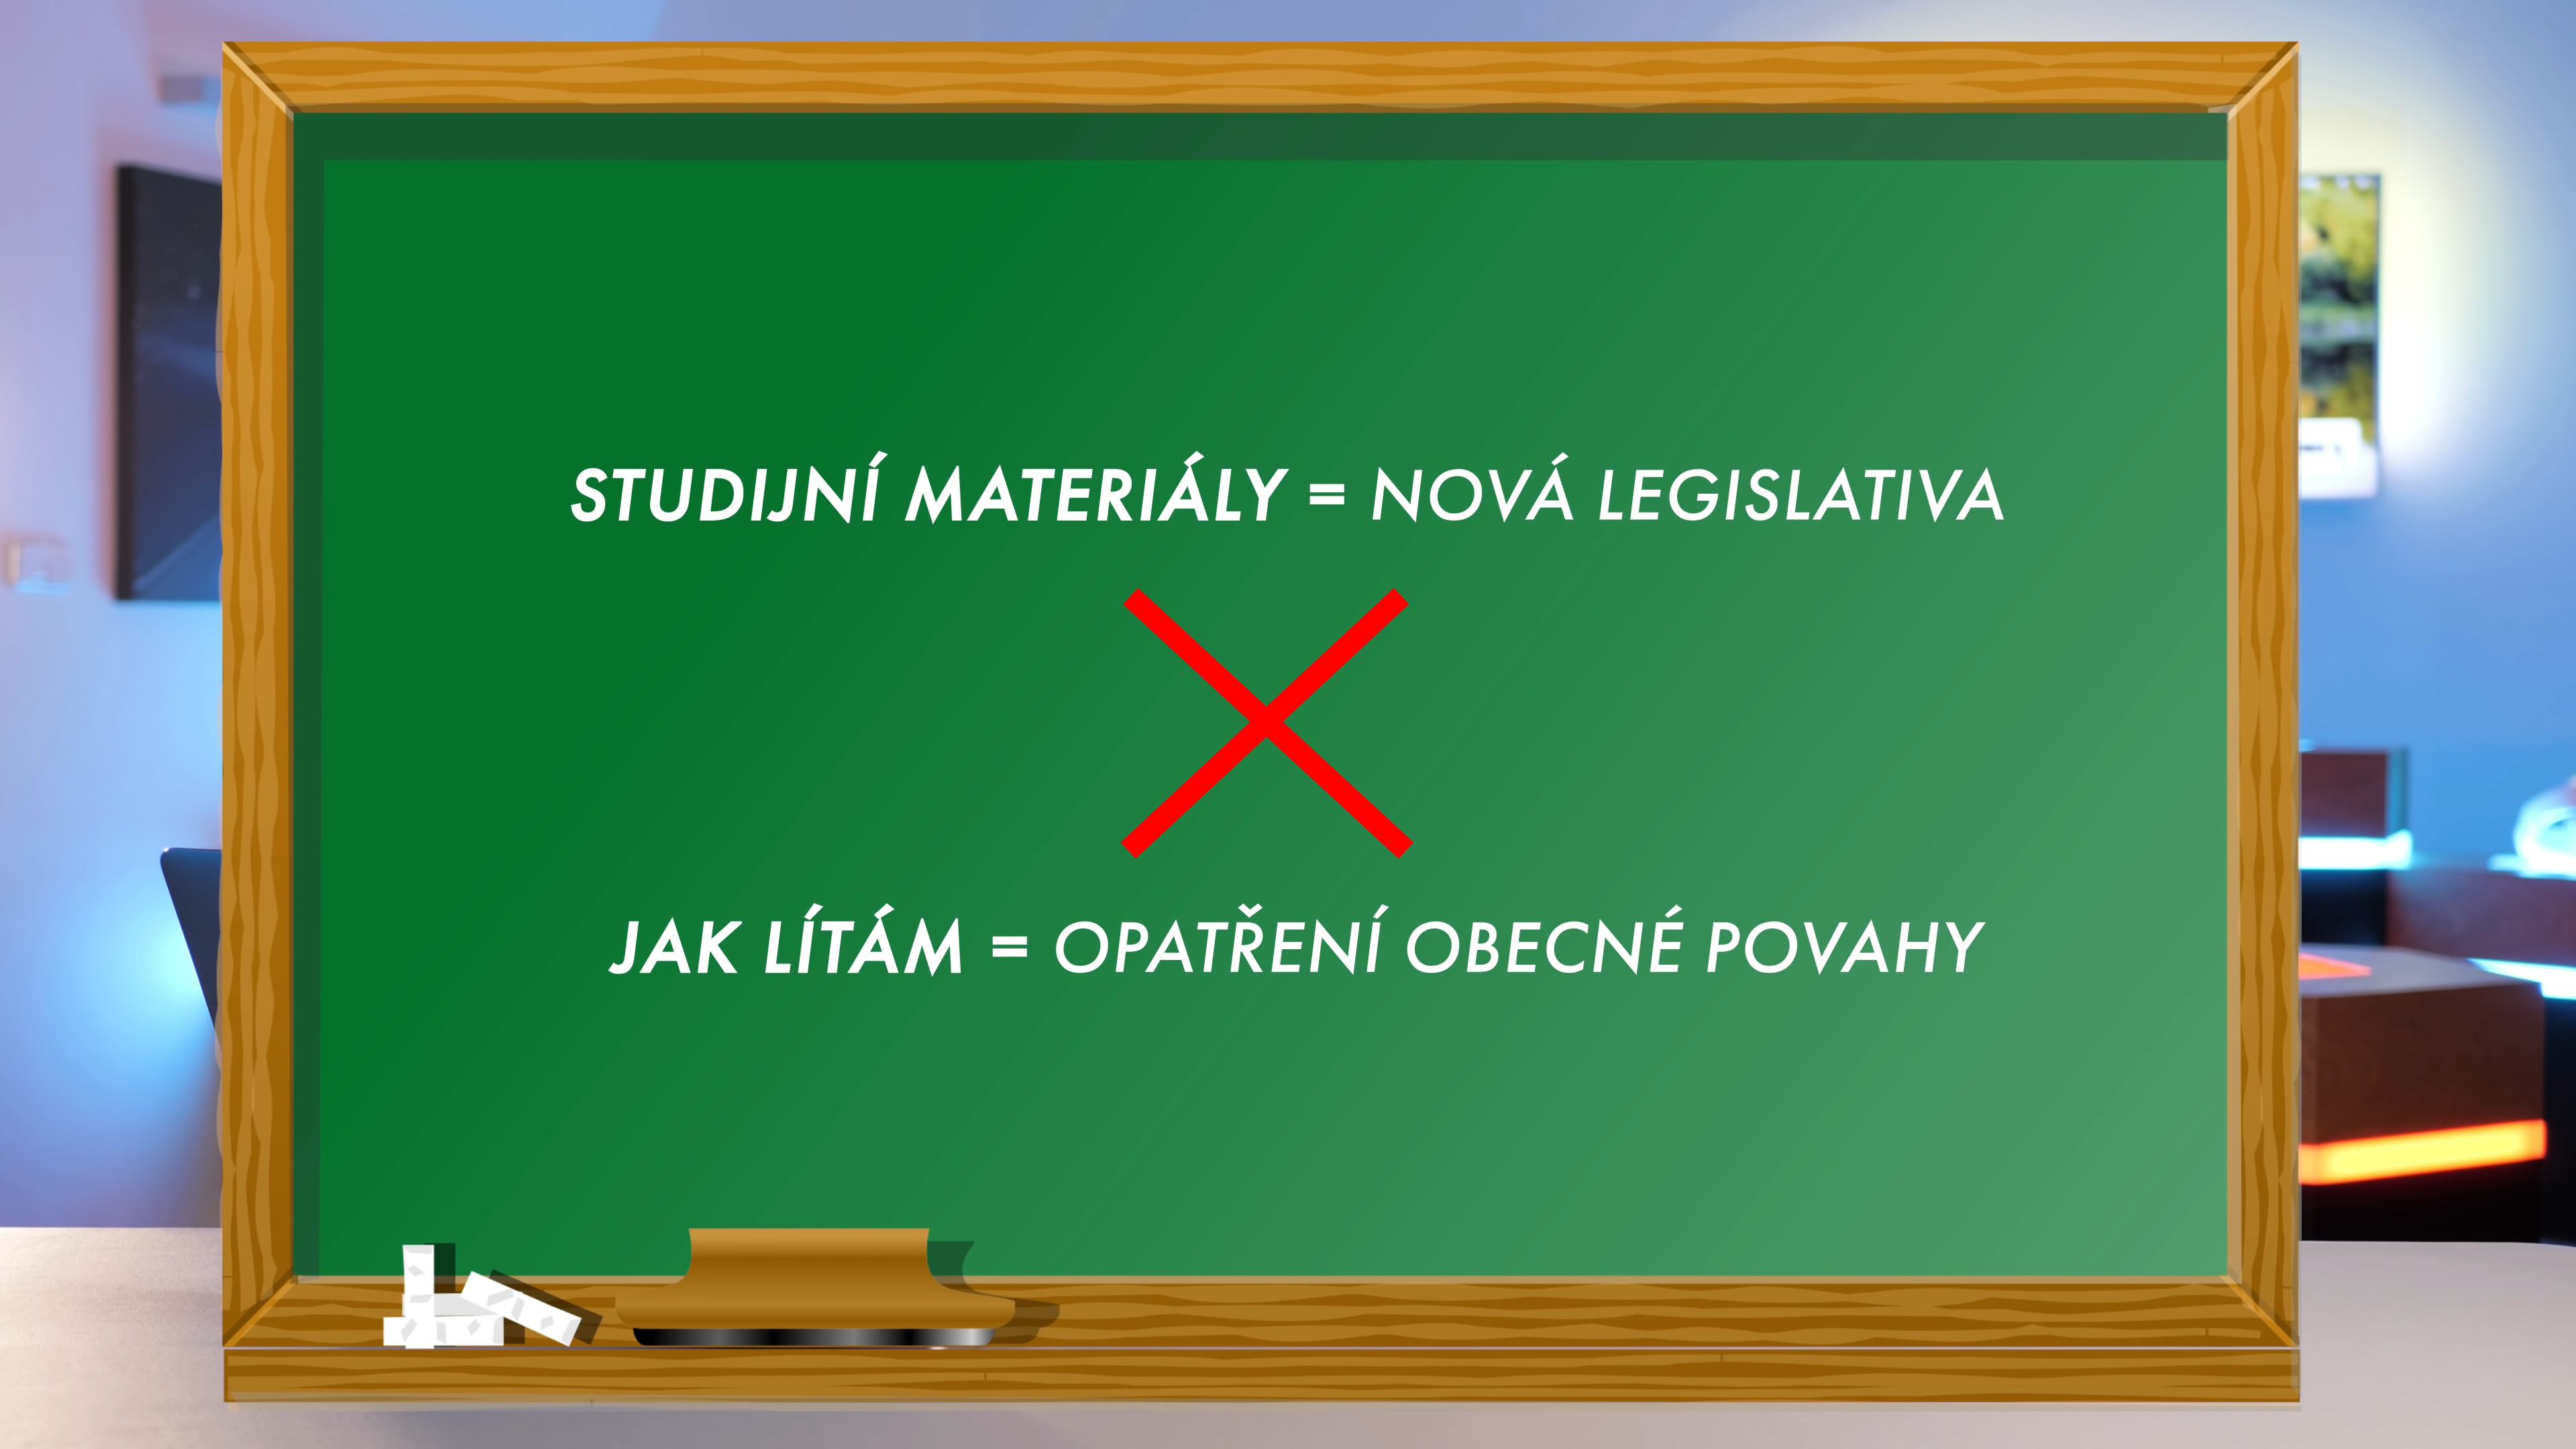 STUDIJNÍ MATERIÁLY = NOVÁ LEGISLATIVA
JAK LÍTÁM = OPATŘENÍ OBECNÉ POVAHY